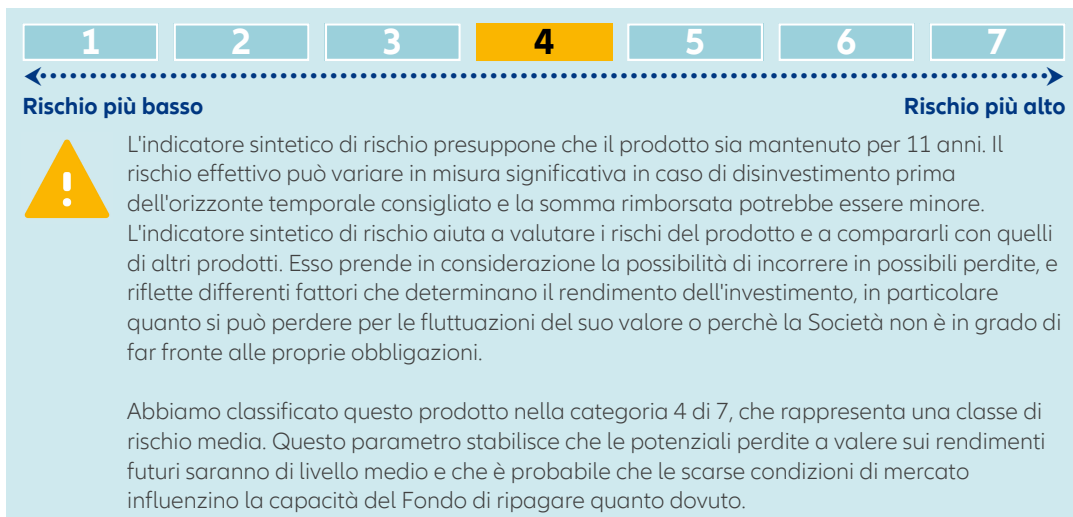 1 2 3 4 5 6 7
Rischio più basso Rischio più alto
L'indicatore sintetico di rischio presuppone che il prodotto sia mantenuto per 11 anni. Il
rischio effettivo può variare in misura significativa in caso di disinvestimento prima
dell'orizzonte temporale consigliato e la somma rimborsata potrebbe essere minore.
L'indicatore sintetico di rischio aiuta a valutare i rischi del prodotto e a compararli con quelli
di altri prodotti. Esso prende in considerazione la possibilità di incorrere in possibili perdite, e
riflette differenti fattori che determinano il rendimento dell'investimento, in particolare
quanto si può perdere per le fluttuazioni del suo valore o perchè la Società non è in grado di
far fronte alle proprie obbligazioni.
Abbiamo classificato questo prodotto nella categoria 4 di 7, che rappresenta una classe di
rischio media. Questo parametro stabilisce che le potenziali perdite a valere sui rendimenti
futuri saranno di livello medio e che è probabile che le scarse condizioni di mercato
influenzino la capacità del Fondo di ripagare quanto dovuto.